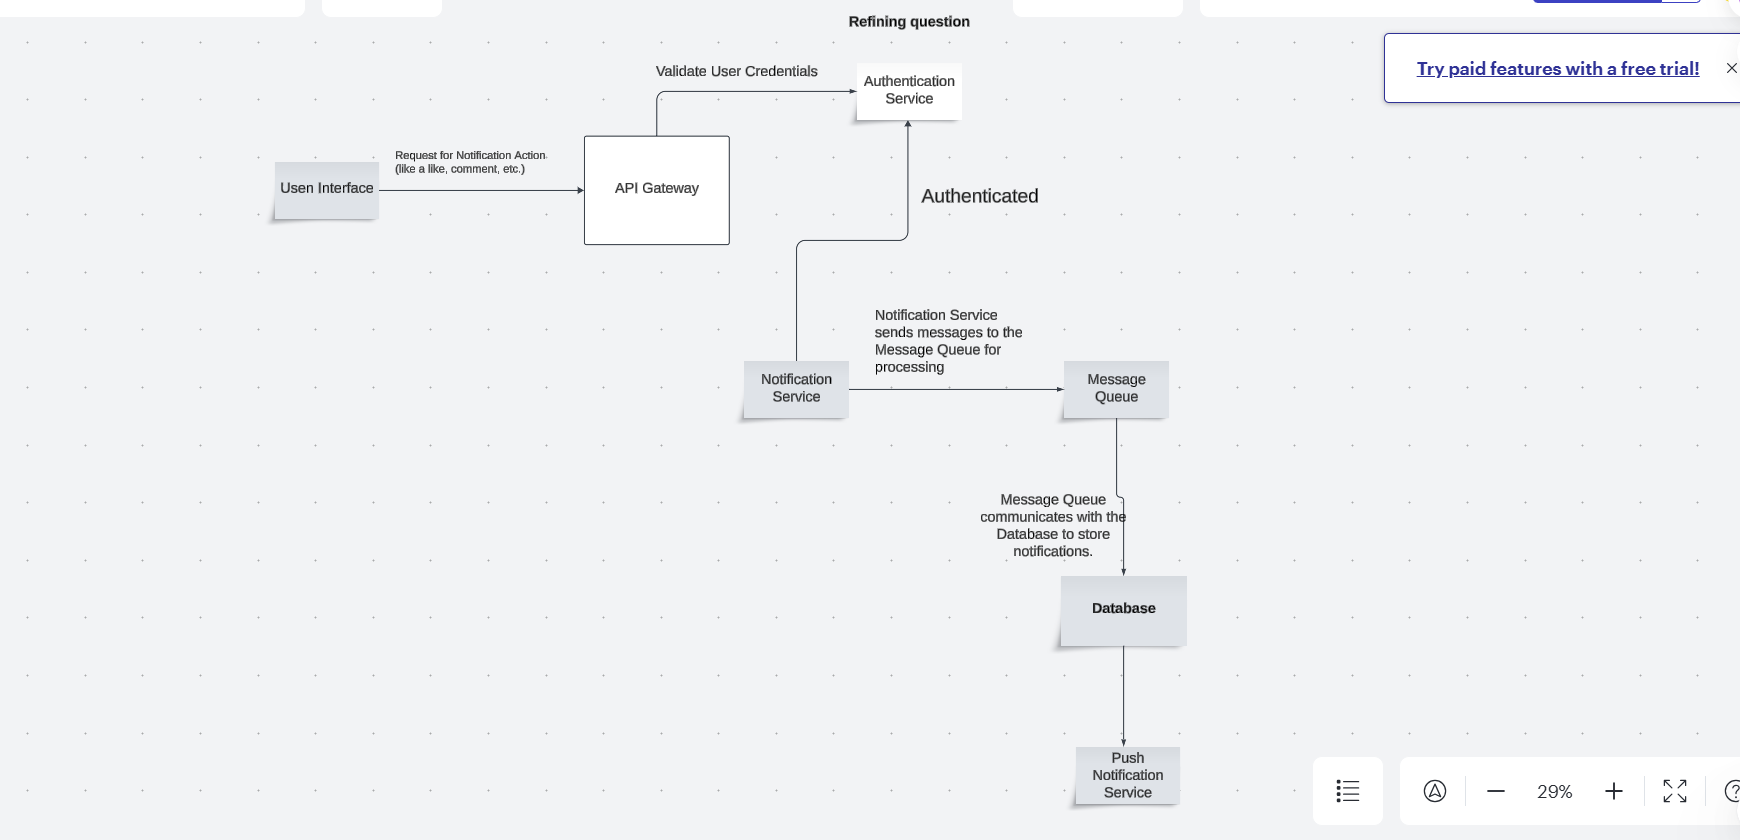 Refining question
Try paid features with a free trial!
Validate User Credentials
Authentication
Service
Request for Notification Action
(like a like, comment, etc.)
User Interface
API Gateway
Authenticated
Notification Service
sends messages to the
Message Queue for
processing
Notification
Service
Message
Queue
Message Queue
communicates with the
Database to store
notifications.
Database
Push
Notification
Service
29%